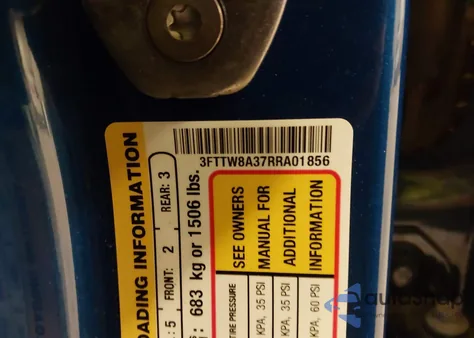 3FTTW8A37RRA01856
LOADING INFORMATION
: 5 FRONT: 2 REAR: 3
: 683 kg or 1506 lbs.
TIRE PRESSURE SEE OWNERS
KPA, 35 PSI MANUAL FOR
KPA, 35 PSI ADDITIONAL
KPA, 60 PSI INFORMATION